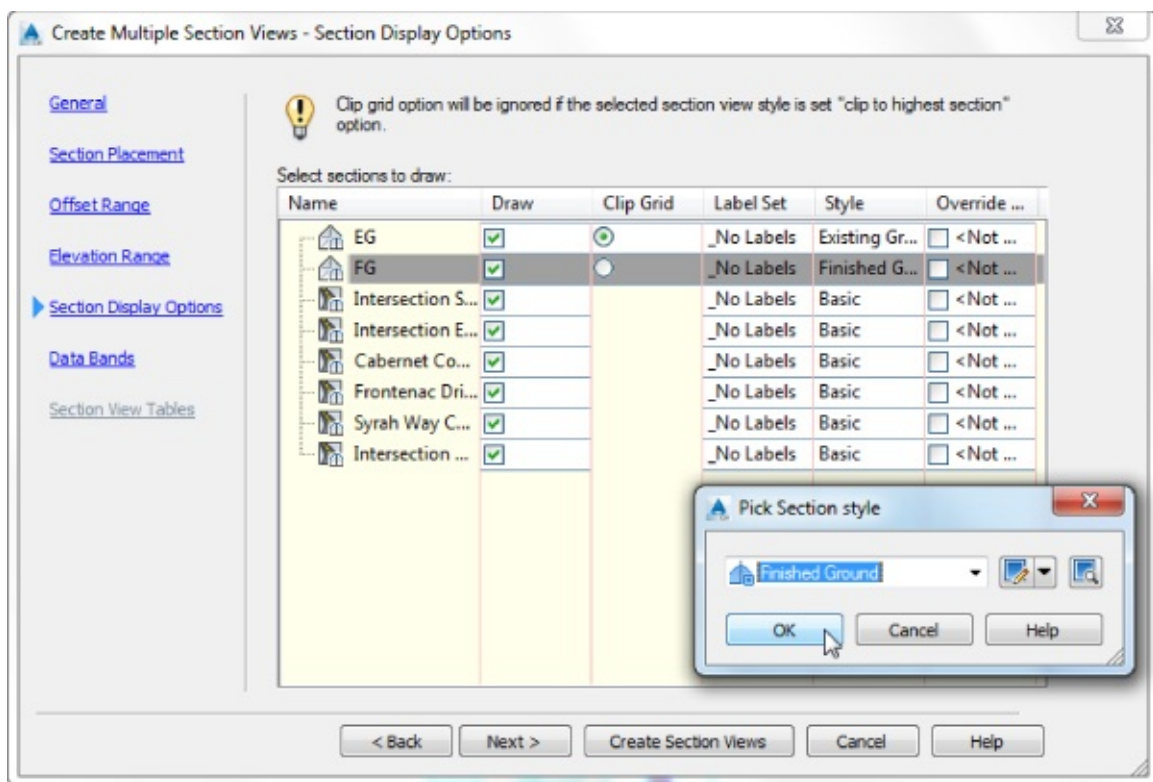 Create Multiple Section Views - Section Display Options
General
Section Placement
Offset Range
Elevation Range
Section Display Options
Data Bands
Section View Tables
Clip grid option will be ignored if the selected section view style is set "clip to highest section"
option.
Select sections to draw:
Name Draw Clip Grid Label Set Style Override ...
EG _No Labels Existing Gr... <Not ...
FG _No Labels Finished G... <Not ...
Intersection S... _No Labels Basic <Not ...
Intersection E... _No Labels Basic <Not ...
Cabernet Co... _No Labels Basic <Not ...
Frontenac Dri... _No Labels Basic <Not ...
Syrah Way C... _No Labels Basic <Not ...
Intersection ... _No Labels Basic <Not ...
Pick Section style
Finished Ground
OK Cancel Help
< Back Next > Create Section Views Cancel Help